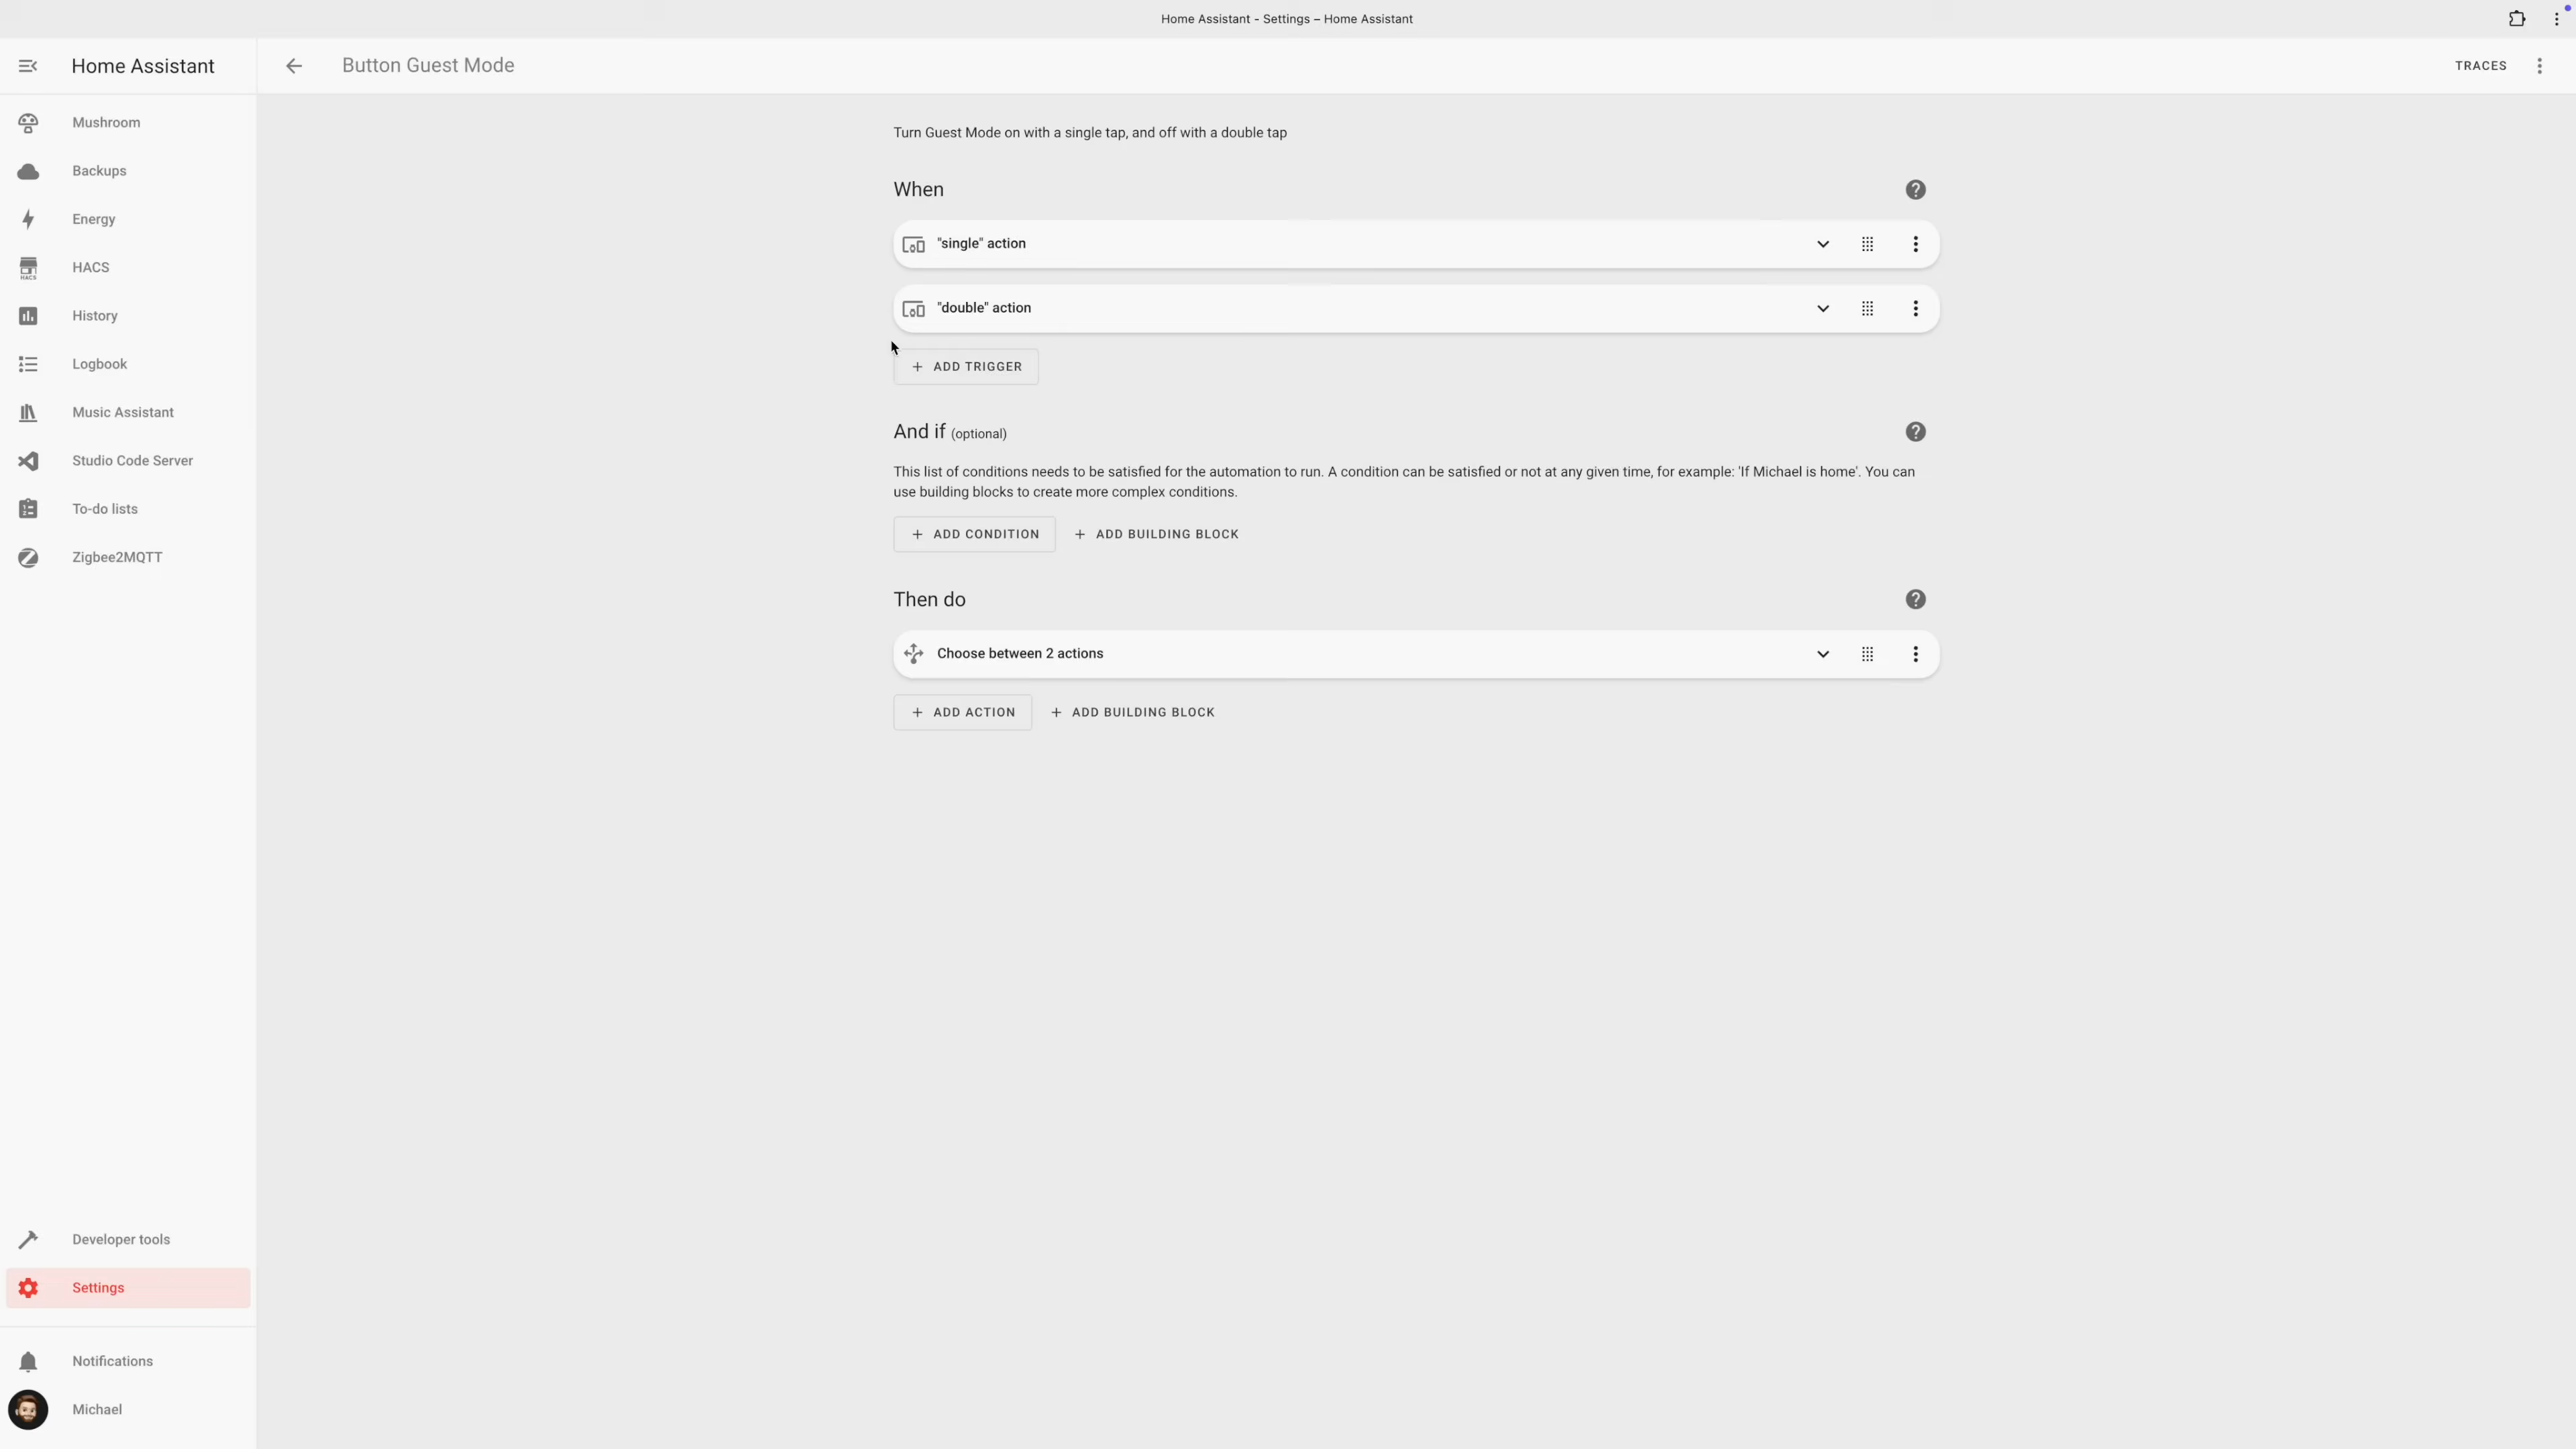 Home Assistant - Settings – Home Assistant
Home Assistant
Button Guest Mode
TRACES
Mushroom
Backups
Energy
HACS
HACS
History
Logbook
Music Assistant
Studio Code Server
To-do lists
Zigbee2MQTT
Developer tools
Settings
Notifications
Michael
Turn Guest Mode on with a single tap, and off with a double tap
When
"single" action
"double" action
+ ADD TRIGGER
And if (optional)
This list of conditions needs to be satisfied for the automation to run. A condition can be satisfied or not at any given time, for example: 'If Michael is home'. You can
use building blocks to create more complex conditions.
+ ADD CONDITION + ADD BUILDING BLOCK
Then do
Choose between 2 actions
+ ADD ACTION + ADD BUILDING BLOCK